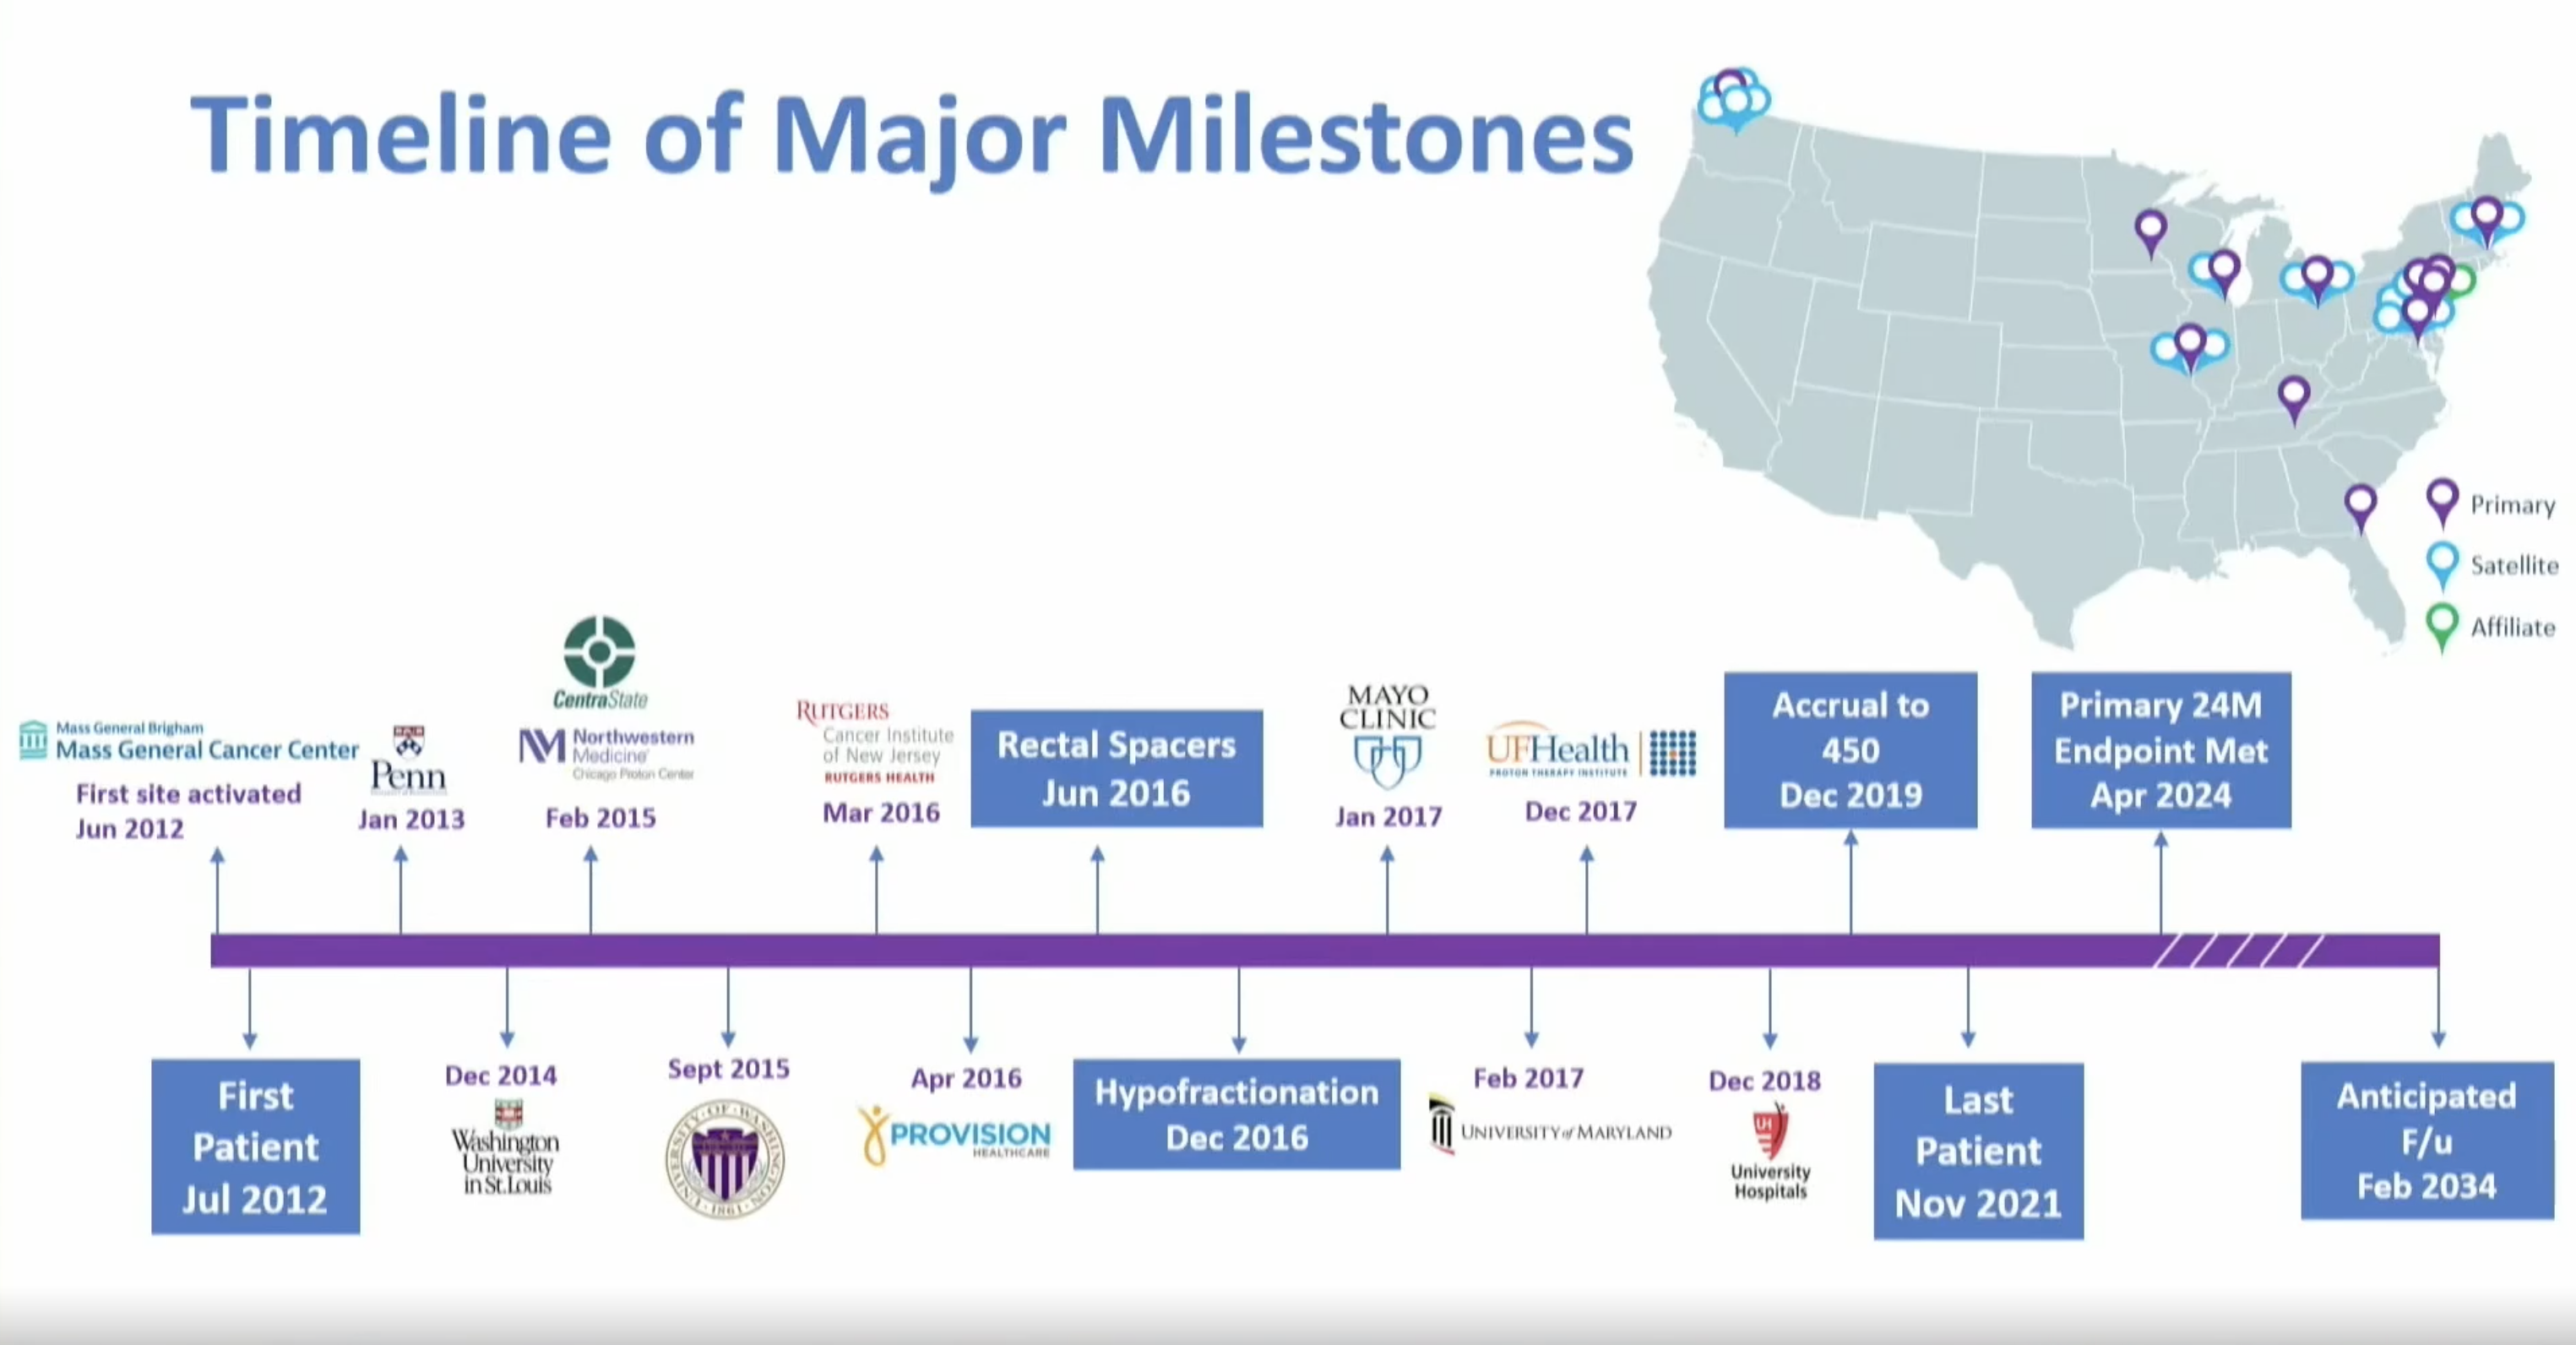 Timeline of Major Milestones
Primary
Satellite
Affiliate
Mass General Brigham
Mass General Cancer Center
First site activated
Jun 2012
Penn
Jan 2013
CentraState
Northwestern
Medicine
Chicago Proton Center
Feb 2015
RUTGERS
Cancer Institute
of New Jersey
RUTGERS HEALTH
Mar 2016
Rectal Spacers
Jun 2016
MAYO
CLINIC
Jan 2017
UFHealth
PROTON THERAPY INSTITUTE
Dec 2017
Accrual to
450
Dec 2019
Primary 24M
Endpoint Met
Apr 2024
First
Patient
Jul 2012
Dec 2014
Washington
University
in St.Louis
Sept 2015
UNIVERSITY OF WASHINGTON
1861
Apr 2016
PROVISION
HEALTHCARE
Hypofractionation
Dec 2016
Feb 2017
UNIVERSITY of MARYLAND
Dec 2018
UH
University
Hospitals
Last
Patient
Nov 2021
Anticipated
F/u
Feb 2034